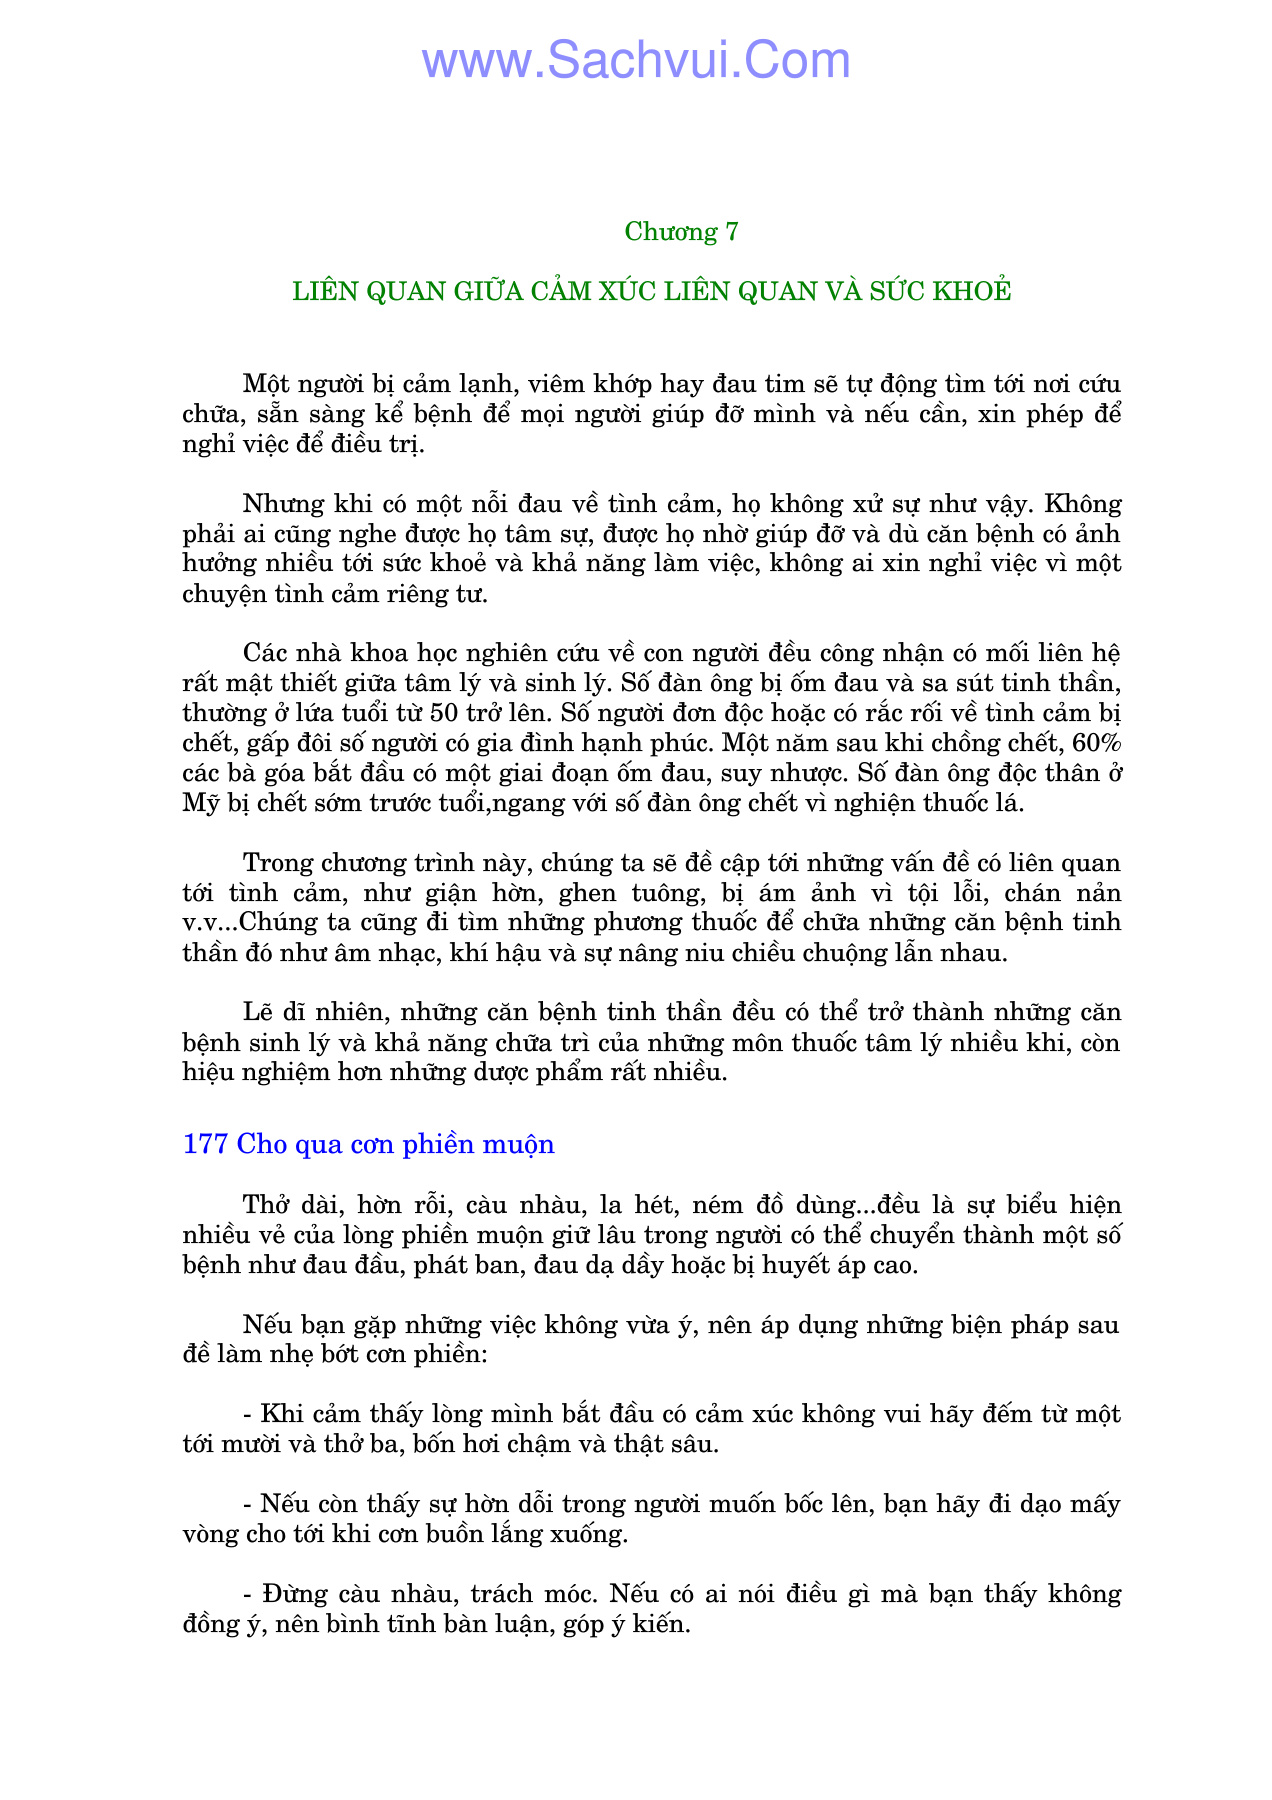 www.Sachvui.Com
Chương 7
LIÊN QUAN GIỮA CẢM XÚC LIÊN QUAN VÀ SỨC KHOẺ
Một người bị cảm lạnh, viêm khớp hay đau tim sẽ tự động tìm tới nơi cứu
chữa, sẵn sàng kể bệnh để mọi người giúp đỡ mình và nếu cần, xin phép để
nghỉ việc để điều trị.
Nhưng khi có một nỗi đau về tình cảm, họ không xử sự như vậy. Không
phải ai cũng nghe được họ tâm sự, được họ nhờ giúp đỡ và dù căn bệnh có ảnh
hưởng nhiều tới sức khoẻ và khả năng làm việc, không ai xin nghỉ việc vì một
chuyện tình cảm riêng tư.
Các nhà khoa học nghiên cứu về con người đều công nhận có mối liên hệ
rất mật thiết giữa tâm lý và sinh lý. Số đàn ông bị ốm đau và sa sút tinh thần,
thường ở lứa tuổi từ 50 trở lên. Số người đơn độc hoặc có rắc rối về tình cảm bị
chết, gấp đôi số người có gia đình hạnh phúc. Một năm sau khi chồng chết, 60%
các bà góa bắt đầu có một giai đoạn ốm đau, suy nhược. Số đàn ông độc thân ở
Mỹ bị chết sớm trước tuổi,ngang với số đàn ông chết vì nghiện thuốc lá.
Trong chương trình này, chúng ta sẽ đề cập tới những vấn đề có liên quan
tới tình cảm, như giận hờn, ghen tuông, bị ám ảnh vì tội lỗi, chán nản
v.v...Chúng ta cũng đi tìm những phương thuốc để chữa những căn bệnh tinh
thần đó như âm nhạc, khí hậu và sự nâng niu chiều chuộng lẫn nhau.
Lẽ dĩ nhiên, những căn bệnh tinh thần đều có thể trở thành những căn
bệnh sinh lý và khả năng chữa trì của những môn thuốc tâm lý nhiều khi, còn
hiệu nghiệm hơn những dược phẩm rất nhiều.
177 Cho qua cơn phiền muộn
Thở dài, hờn rỗi, càu nhàu, la hét, ném đồ dùng...đều là sự biểu hiện
nhiều vẻ của lòng phiền muộn giữ lâu trong người có thể chuyển thành một số
bệnh như đau đầu, phát ban, đau dạ dầy hoặc bị huyết áp cao.
Nếu bạn gặp những việc không vừa ý, nên áp dụng những biện pháp sau
đề làm nhẹ bớt cơn phiền:
- Khi cảm thấy lòng mình bắt đầu có cảm xúc không vui hãy đếm từ một
tới mười và thở ba, bốn hơi chậm và thật sâu.
- Nếu còn thấy sự hờn dỗi trong người muốn bốc lên, bạn hãy đi dạo mấy
vòng cho tới khi cơn buồn lắng xuống.
- Đừng càu nhàu, trách móc. Nếu có ai nói điều gì mà bạn thấy không
đồng ý, nên bình tĩnh bàn luận, góp ý kiến.